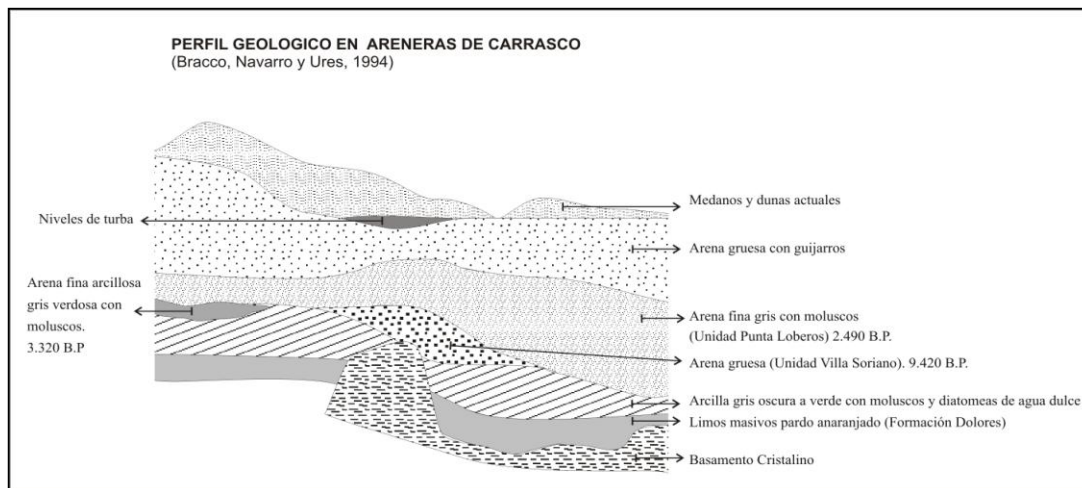 PERFIL GEOLOGICO EN ARENERAS DE CARRASCO
(Bracco, Navarro y Ures, 1994)
Niveles de turba
Arena fina arcillosa
gris verdosa con
moluscos.
3.320 B.P
Medanos y dunas actuales
Arena gruesa con guijarros
Arena fina gris con moluscos
(Unidad Punta Loberos) 2.490 B.P.
Arena gruesa (Unidad Villa Soriano). 9.420 B.P.
Arcilla gris oscura a verde con moluscos y diatomeas de agua dulce
Limos masivos pardo anaranjado (Formación Dolores)
Basamento Cristalino